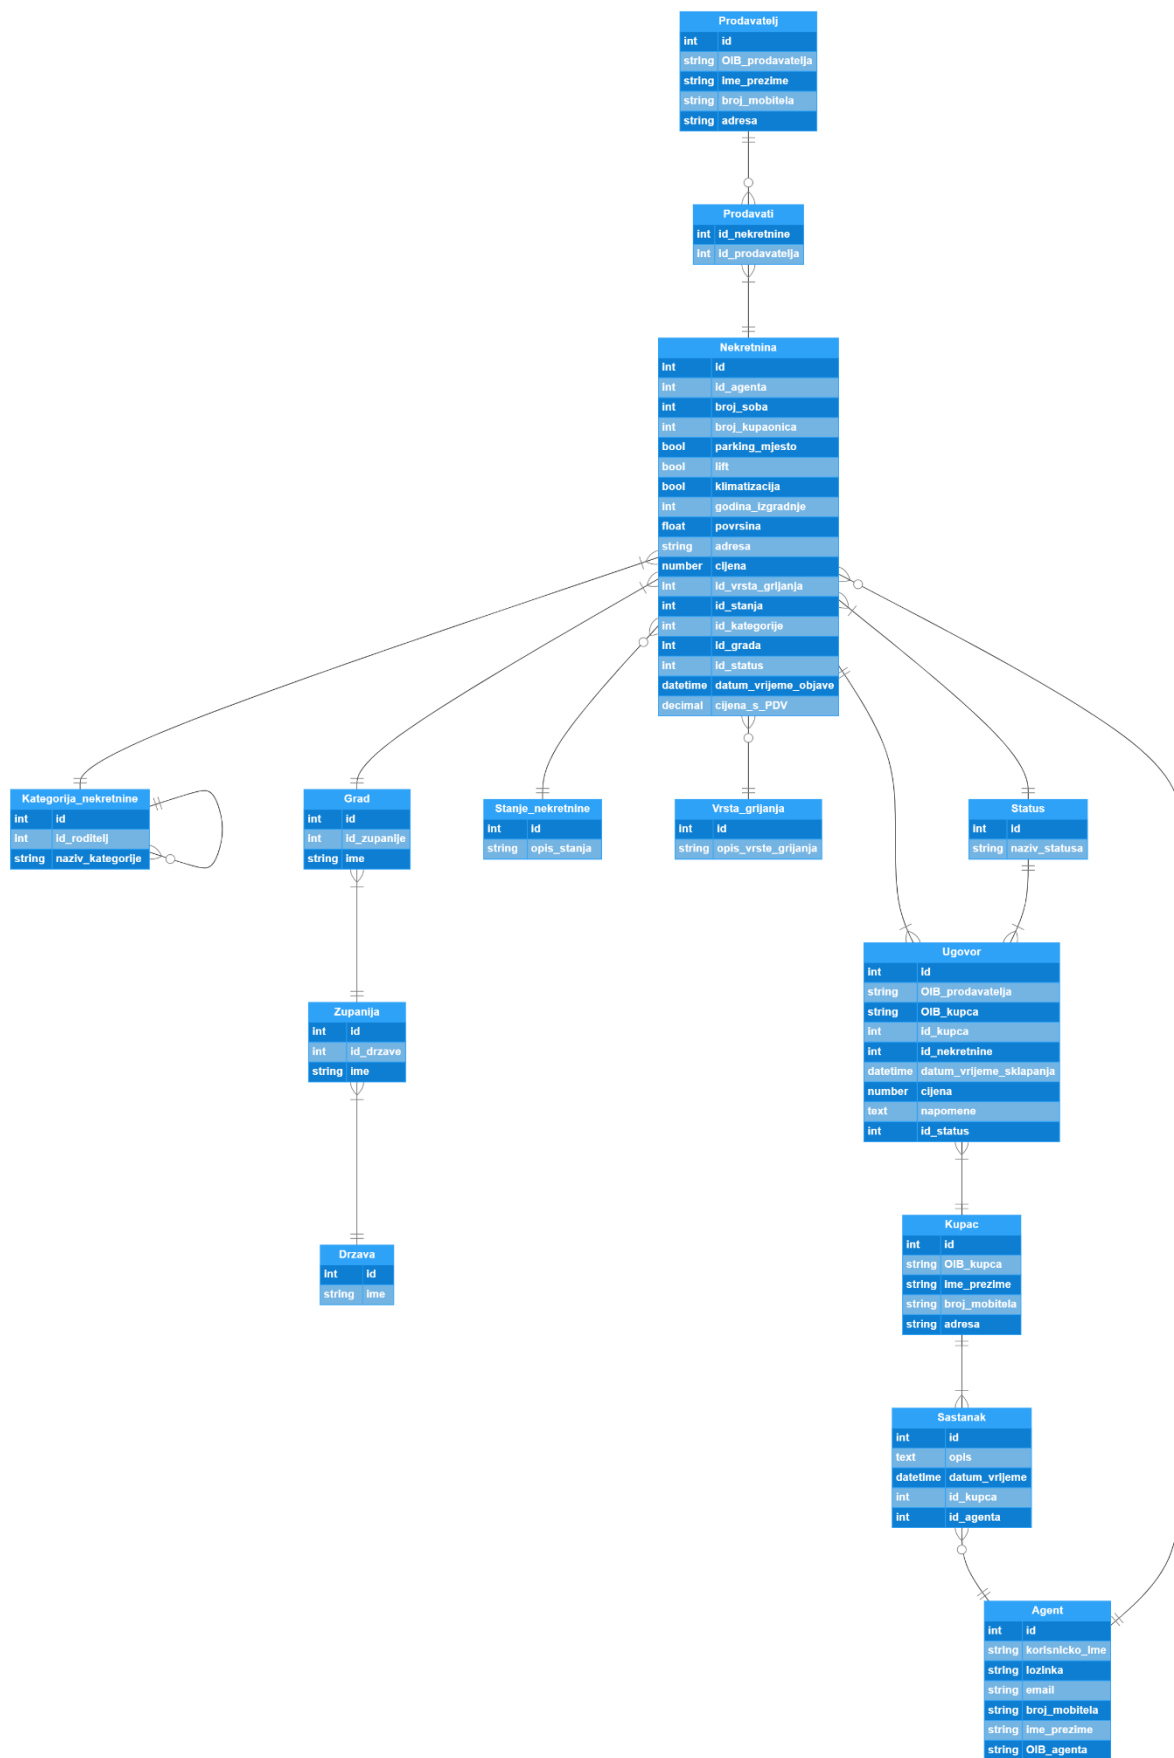 Prodavatelj
int id
string OIB_prodavatelja
string ime_prezime
string broj_mobitela
string adresa
Prodavati
int id_nekretnine
int id_prodavatelja
Nekretnina
int id
int id_agenta
int broj_soba
int broj_kupaonica
bool parking_mjesto
bool lift
bool klimatizacija
int godina_izgradnje
float povrsina
string adresa
number cijena
int id_vrsta_grijanja
int id_stanja
int id_kategorije
int id_grada
int id_status
datetime datum_vrijeme_objave
decimal cijena_s_PDV
Kategorija_nekretnine
int id
int id_roditelj
string naziv_kategorije
Grad
int id
int id_zupanije
string ime
Stanje_nekretnine
int id
string opis_stanja
Vrsta_grijanja
int id
string opis_vrste_grijanja
Status
int id
string naziv_statusa
Ugovor
int id
string OIB_prodavatelja
string OIB_kupca
int id_kupca
int id_nekretnine
datetime datum_vrijeme_sklapanja
number cijena
text napomene
int id_status
Zupanija
int id
int id_drzave
string ime
Drzava
int id
string ime
Kupac
int id
string OIB_kupca
string ime_prezime
string broj_mobitela
string adresa
Sastanak
int id
text opis
datetime datum_vrijeme
int id_kupca
int id_agenta
Agent
int id
string korisnicko_ime
string lozinka
string email
string broj_mobitela
string ime_prezime
string OIB_agenta